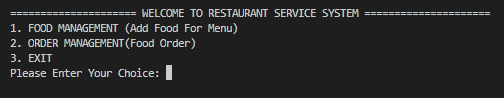 ==================== WELCOME TO RESTAURANT SERVICE SYSTEM ====================
1. FOOD MANAGEMENT (Add Food For Menu)
2. ORDER MANAGEMENT(Food Order)
3. EXIT
Please Enter Your Choice: